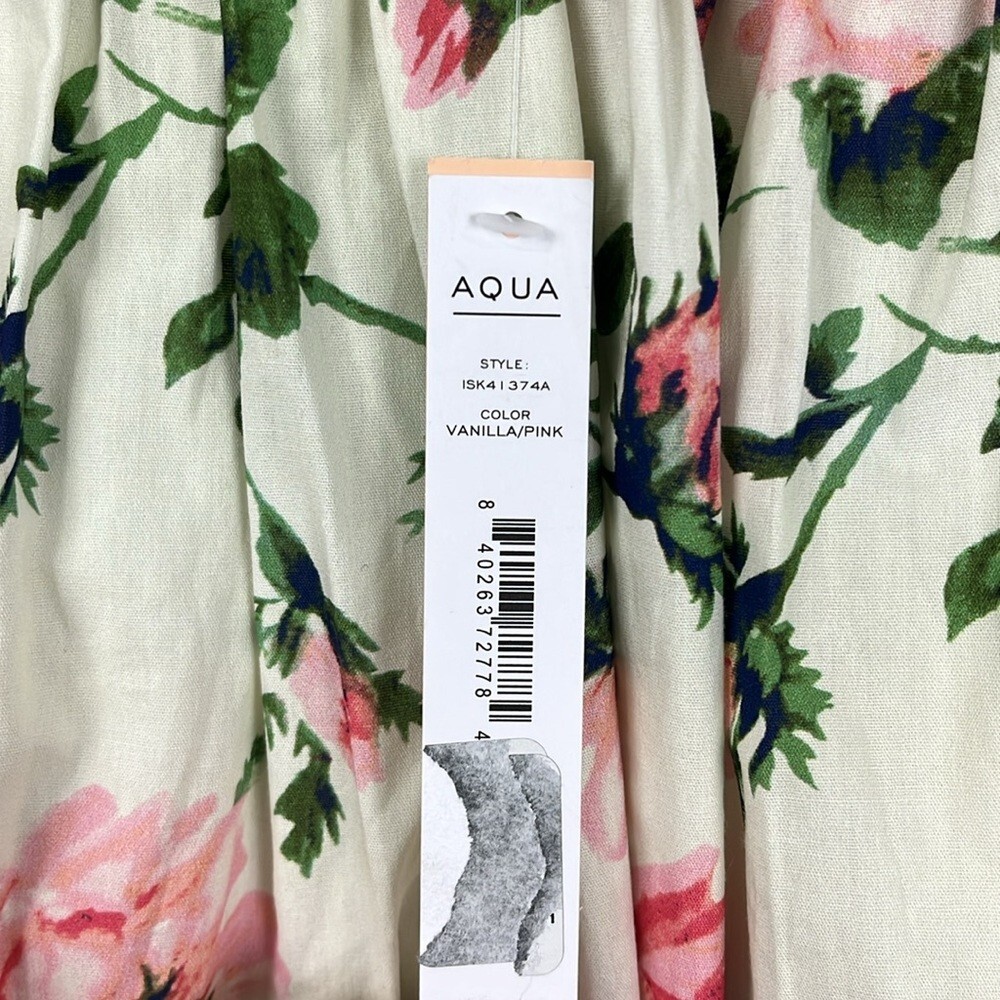 AQUA
STYLE:
ISK41374A
COLOR
VANILLA/PINK
8 40263 72778 4
1